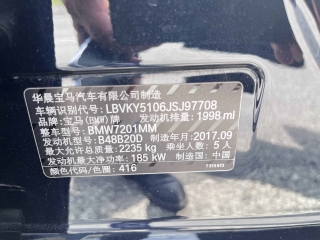 华晨宝马汽车有限公司制造
车辆识别代号: LBVKY5106JSJ97708
品牌: 宝马(BMW)牌 发动机排量: 1998 ml
整车型号: BMW7201MM
发动机型号: B48B20D 制造年月: 2017.09
最大允许总质量: 2235 kg 乘坐人数: 5人
发动机最大净功率: 185 kW 制造国: 中国
颜色代码/色圈: 416